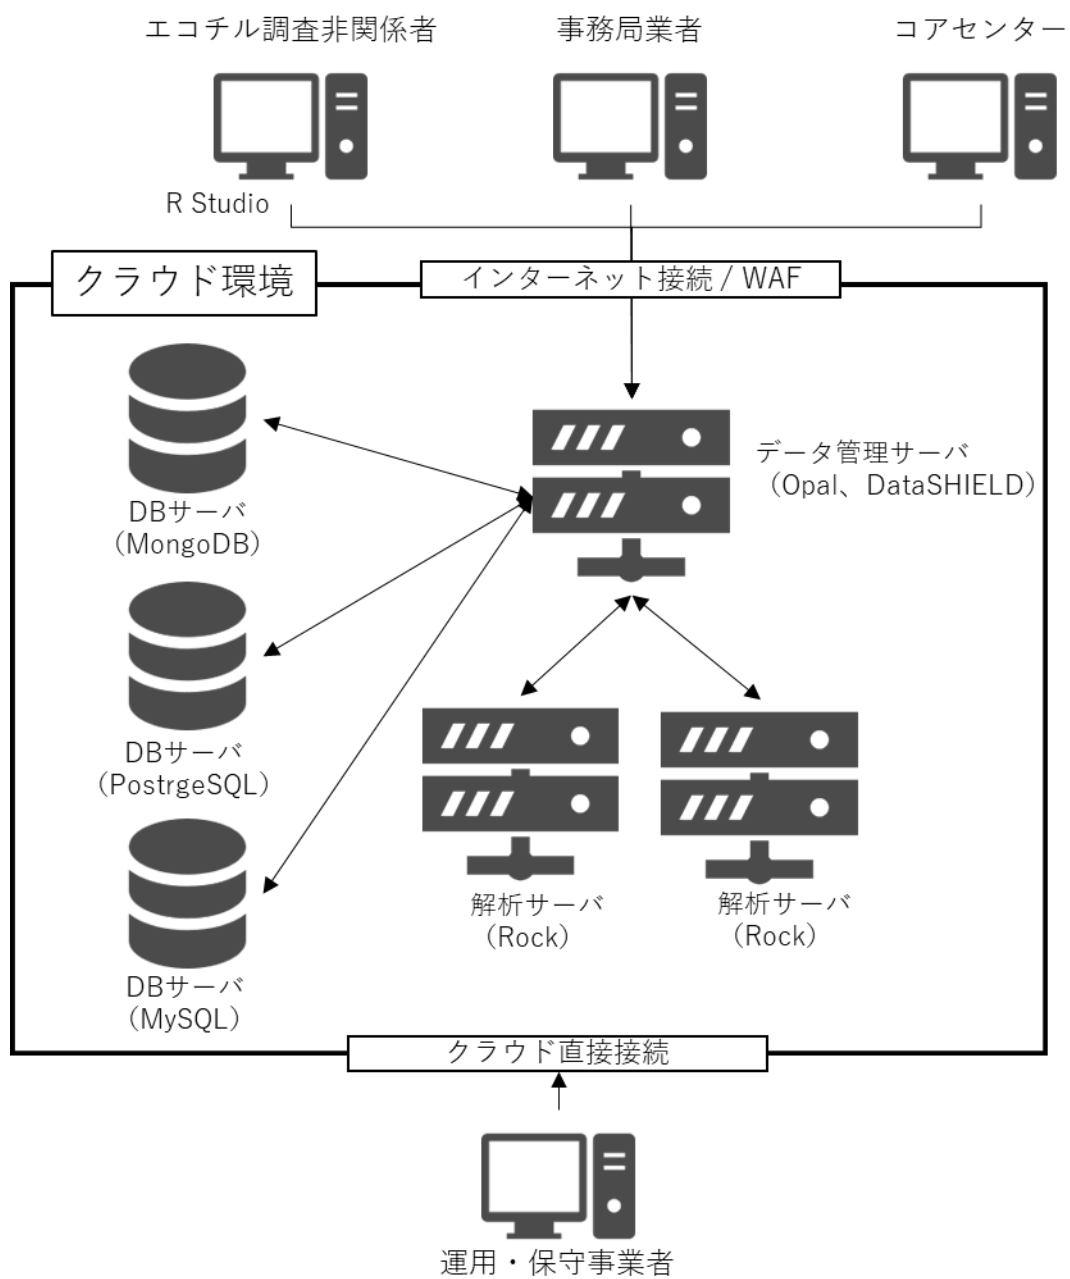 エコチル調査非関係者
事務局業者
コアセンター
R Studio
クラウド環境
インターネット接続 / WAF
データ管理サーバ
（Opal、DataSHIELD）
DBサーバ
（MongoDB）
DBサーバ
（PostrgeSQL）
解析サーバ
（Rock）
解析サーバ
（Rock）
DBサーバ
（MySQL）
クラウド直接接続
運用・保守事業者